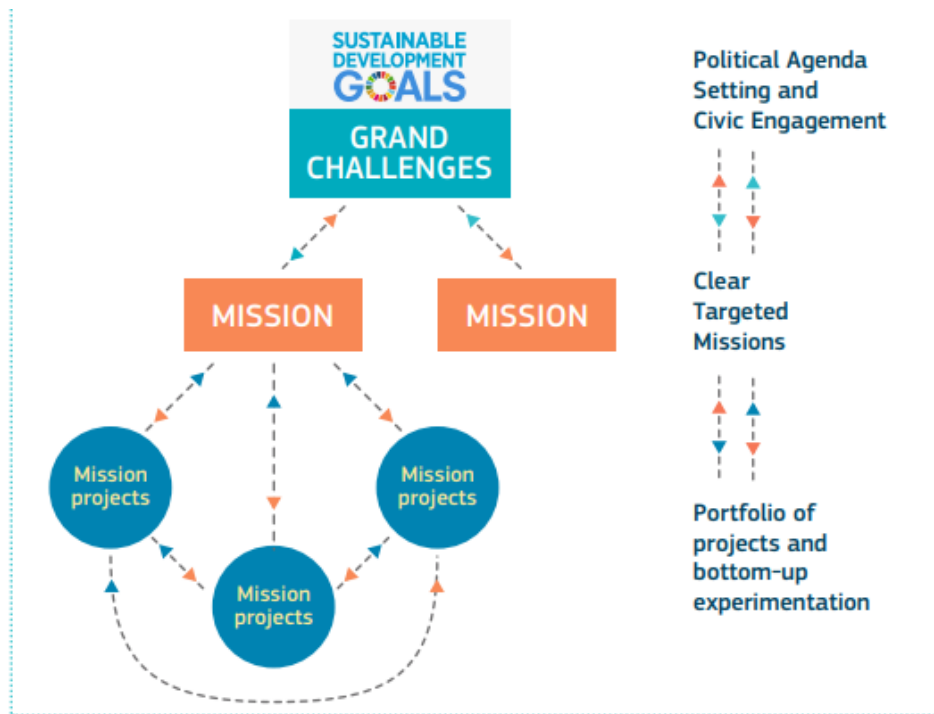 SUSTAINABLE
DEVELOPMENT
GOALS
GRAND
CHALLENGES
MISSION
MISSION
Mission
projects
Mission
projects
Mission
projects
Political Agenda
Setting and
Civic Engagement
Clear
Targeted
Missions
Portfolio of
projects and
bottom-up
experimentation